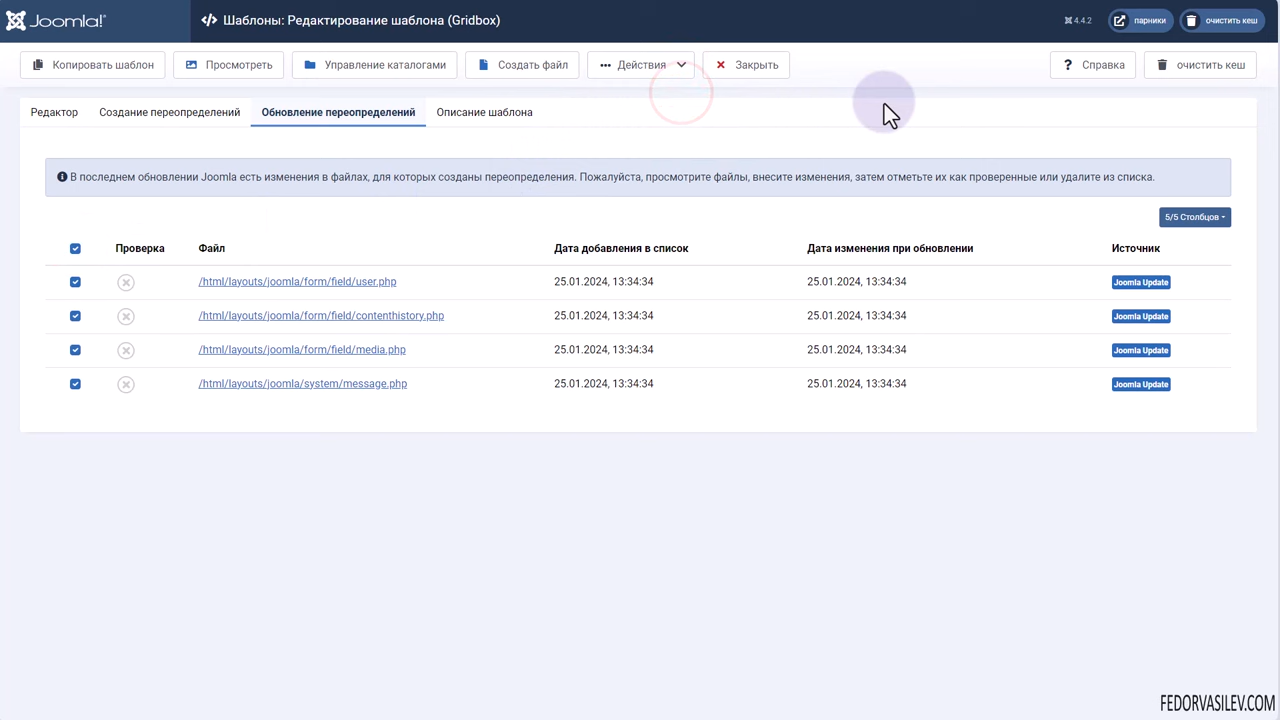 Joomla!® Шаблоны: Редактирование шаблона (Gridbox) 4.4.2 парники очистить кеш
Копировать шаблон Просмотреть Управление каталогами Создать файл Действия Закрыть Справка очистить кеш
Редактор Создание переопределений Обновление переопределений Описание шаблона
В последнем обновлении Joomla есть изменения в файлах, для которых созданы переопределения. Пожалуйста, просмотрите файлы, внесите изменения, затем отметьте их как проверенные или удалите из списка.
5/5 Столбцов
Проверка Файл Дата добавления в список Дата изменения при обновлении Источник
/html/layouts/joomla/form/field/user.php 25.01.2024, 13:34:34 25.01.2024, 13:34:34 Joomla Update
/html/layouts/joomla/form/field/contenthistory.php 25.01.2024, 13:34:34 25.01.2024, 13:34:34 Joomla Update
/html/layouts/joomla/form/field/media.php 25.01.2024, 13:34:34 25.01.2024, 13:34:34 Joomla Update
/html/layouts/joomla/system/message.php 25.01.2024, 13:34:34 25.01.2024, 13:34:34 Joomla Update
FEDORVASILEV.COM